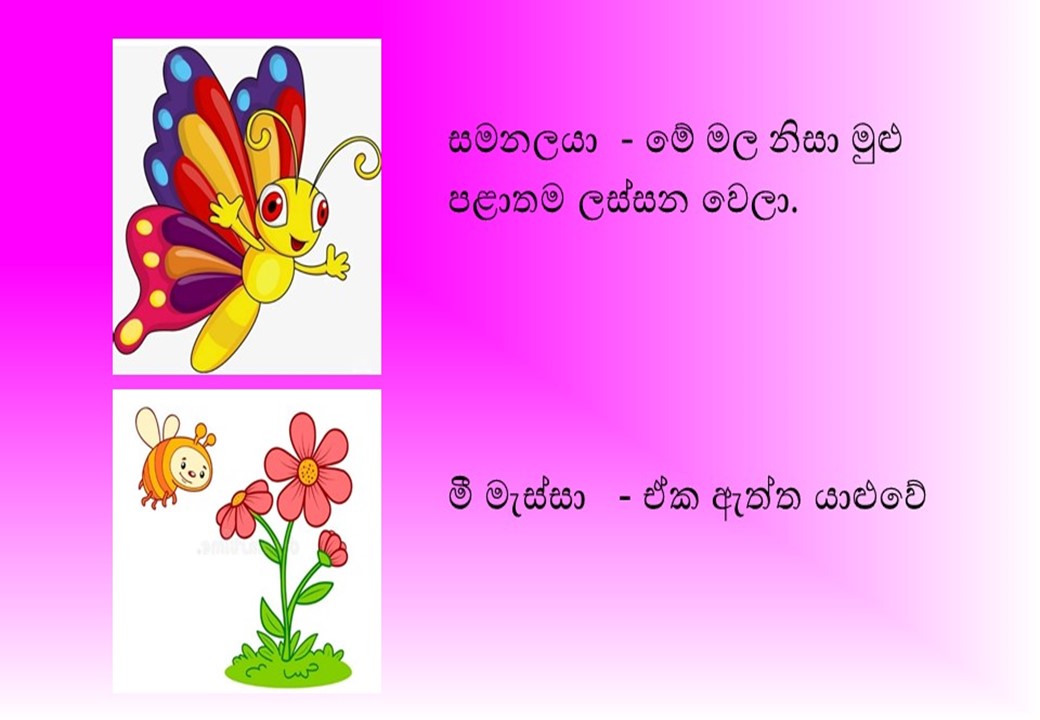 සමනලයා - මේ මල නිසා මුළු
පළාතම ලස්සන වෙලා.
මී මැස්සා - ඒක ඇත්ත යාළුවේ